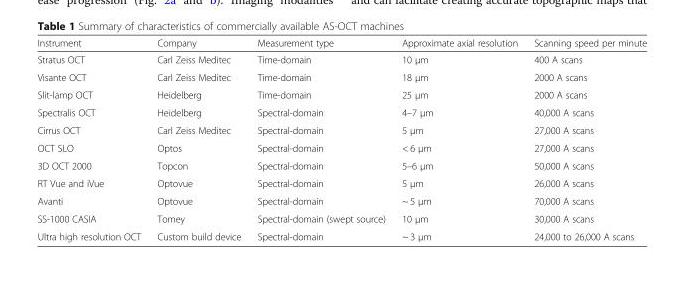 ease progression (Fig. 2a and b). Imaging modalities and can facilitate creating accurate topographic maps that
Table 1 Summary of characteristics of commercially available AS-OCT machines
Instrument Company Measurement type Approximate axial resolution Scanning speed per minute
Stratus OCT Carl Zeiss Meditec Time-domain 10 μm 400 A scans
Visante OCT Carl Zeiss Meditec Time-domain 18 μm 2000 A scans
Slit-lamp OCT Heidelberg Time-domain 25 μm 2000 A scans
Spectralis OCT Heidelberg Spectral-domain 4–7 μm 40,000 A scans
Cirrus OCT Carl Zeiss Meditec Spectral-domain 5 μm 27,000 A scans
OCT SLO Optos Spectral-domain <6 μm 27,000 A scans
3D OCT 2000 Topcon Spectral-domain 5–6 μm 50,000 A scans
RT Vue and iVue Optovue Spectral-domain 5 μm 26,000 A scans
Avanti Optovue Spectral-domain ~5 μm 70,000 A scans
SS-1000 CASIA Tomey Spectral-domain (swept source) 10 μm 30,000 A scans
Ultra high resolution OCT Custom build device Spectral-domain ~3 μm 24,000 to 26,000 A scans